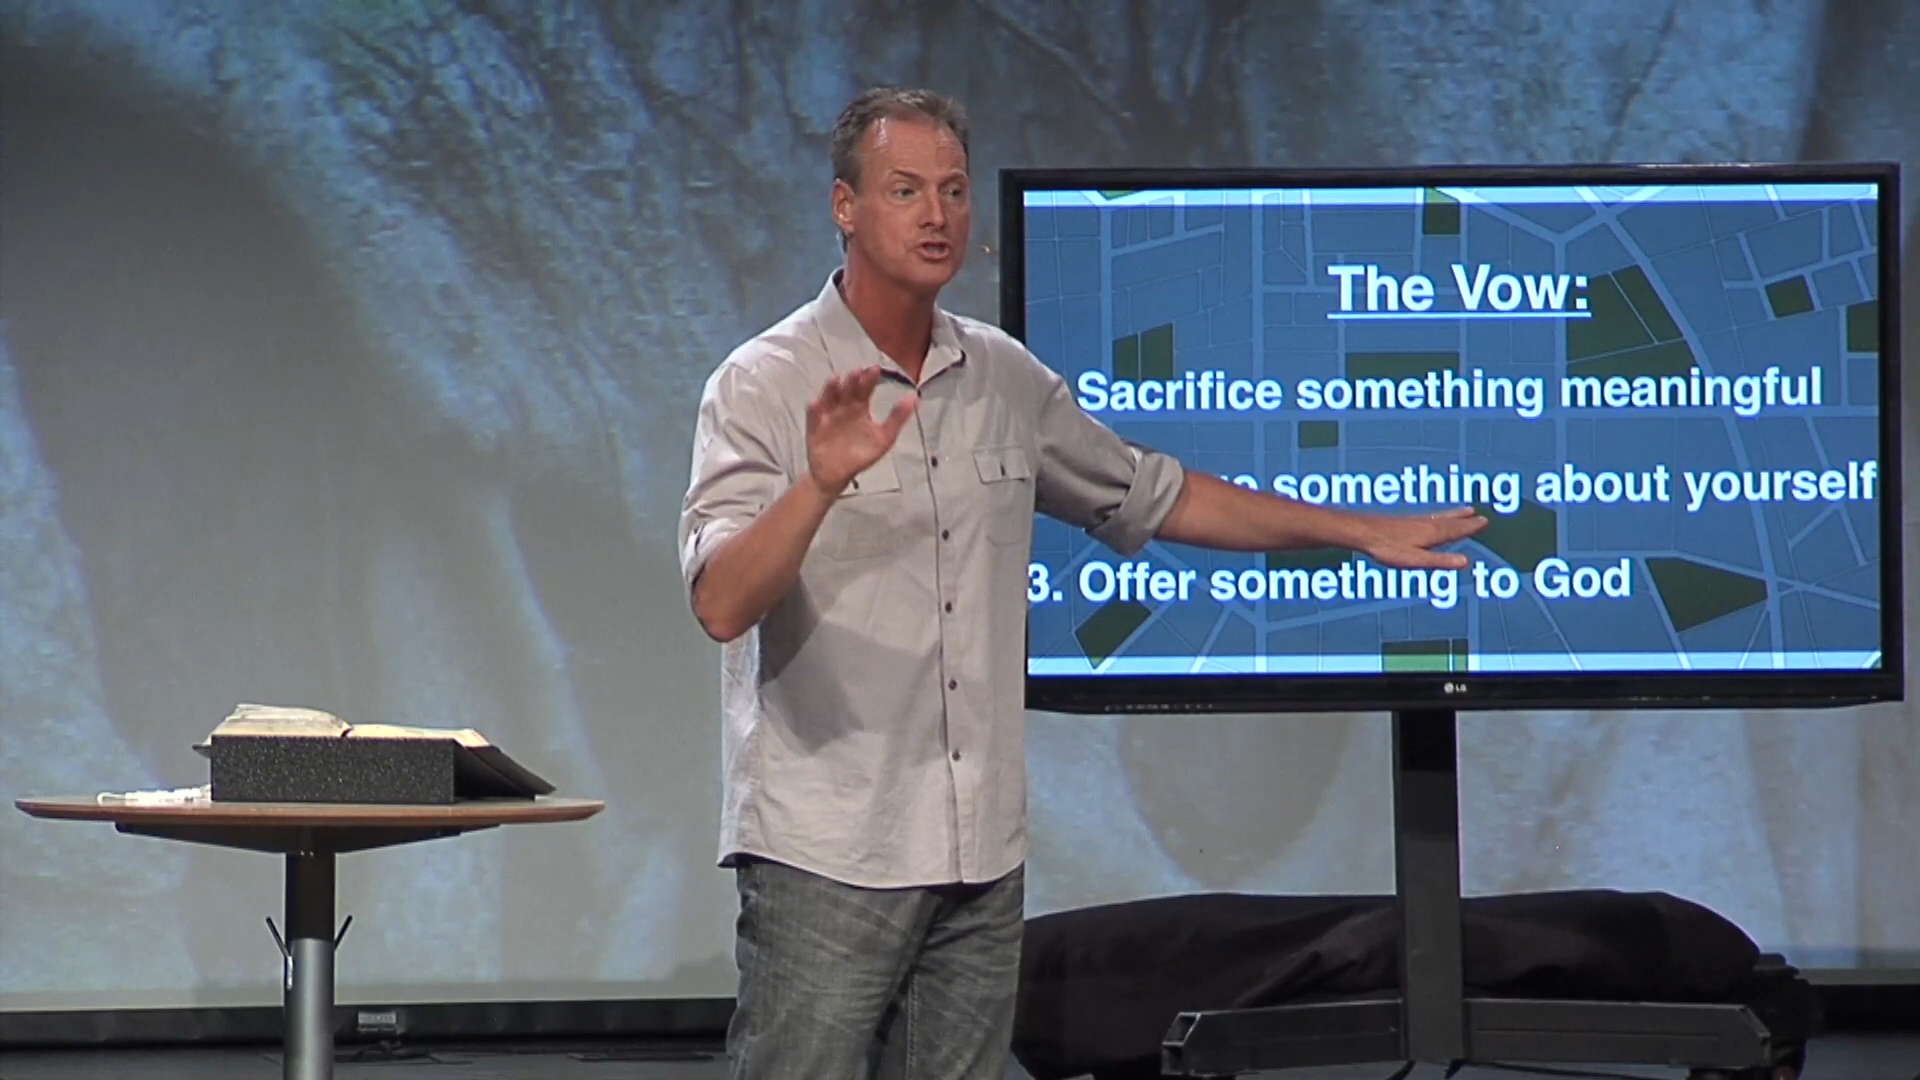 The Vow:
Sacrifice something meaningful
something about yourself
3. Offer something to God
LG